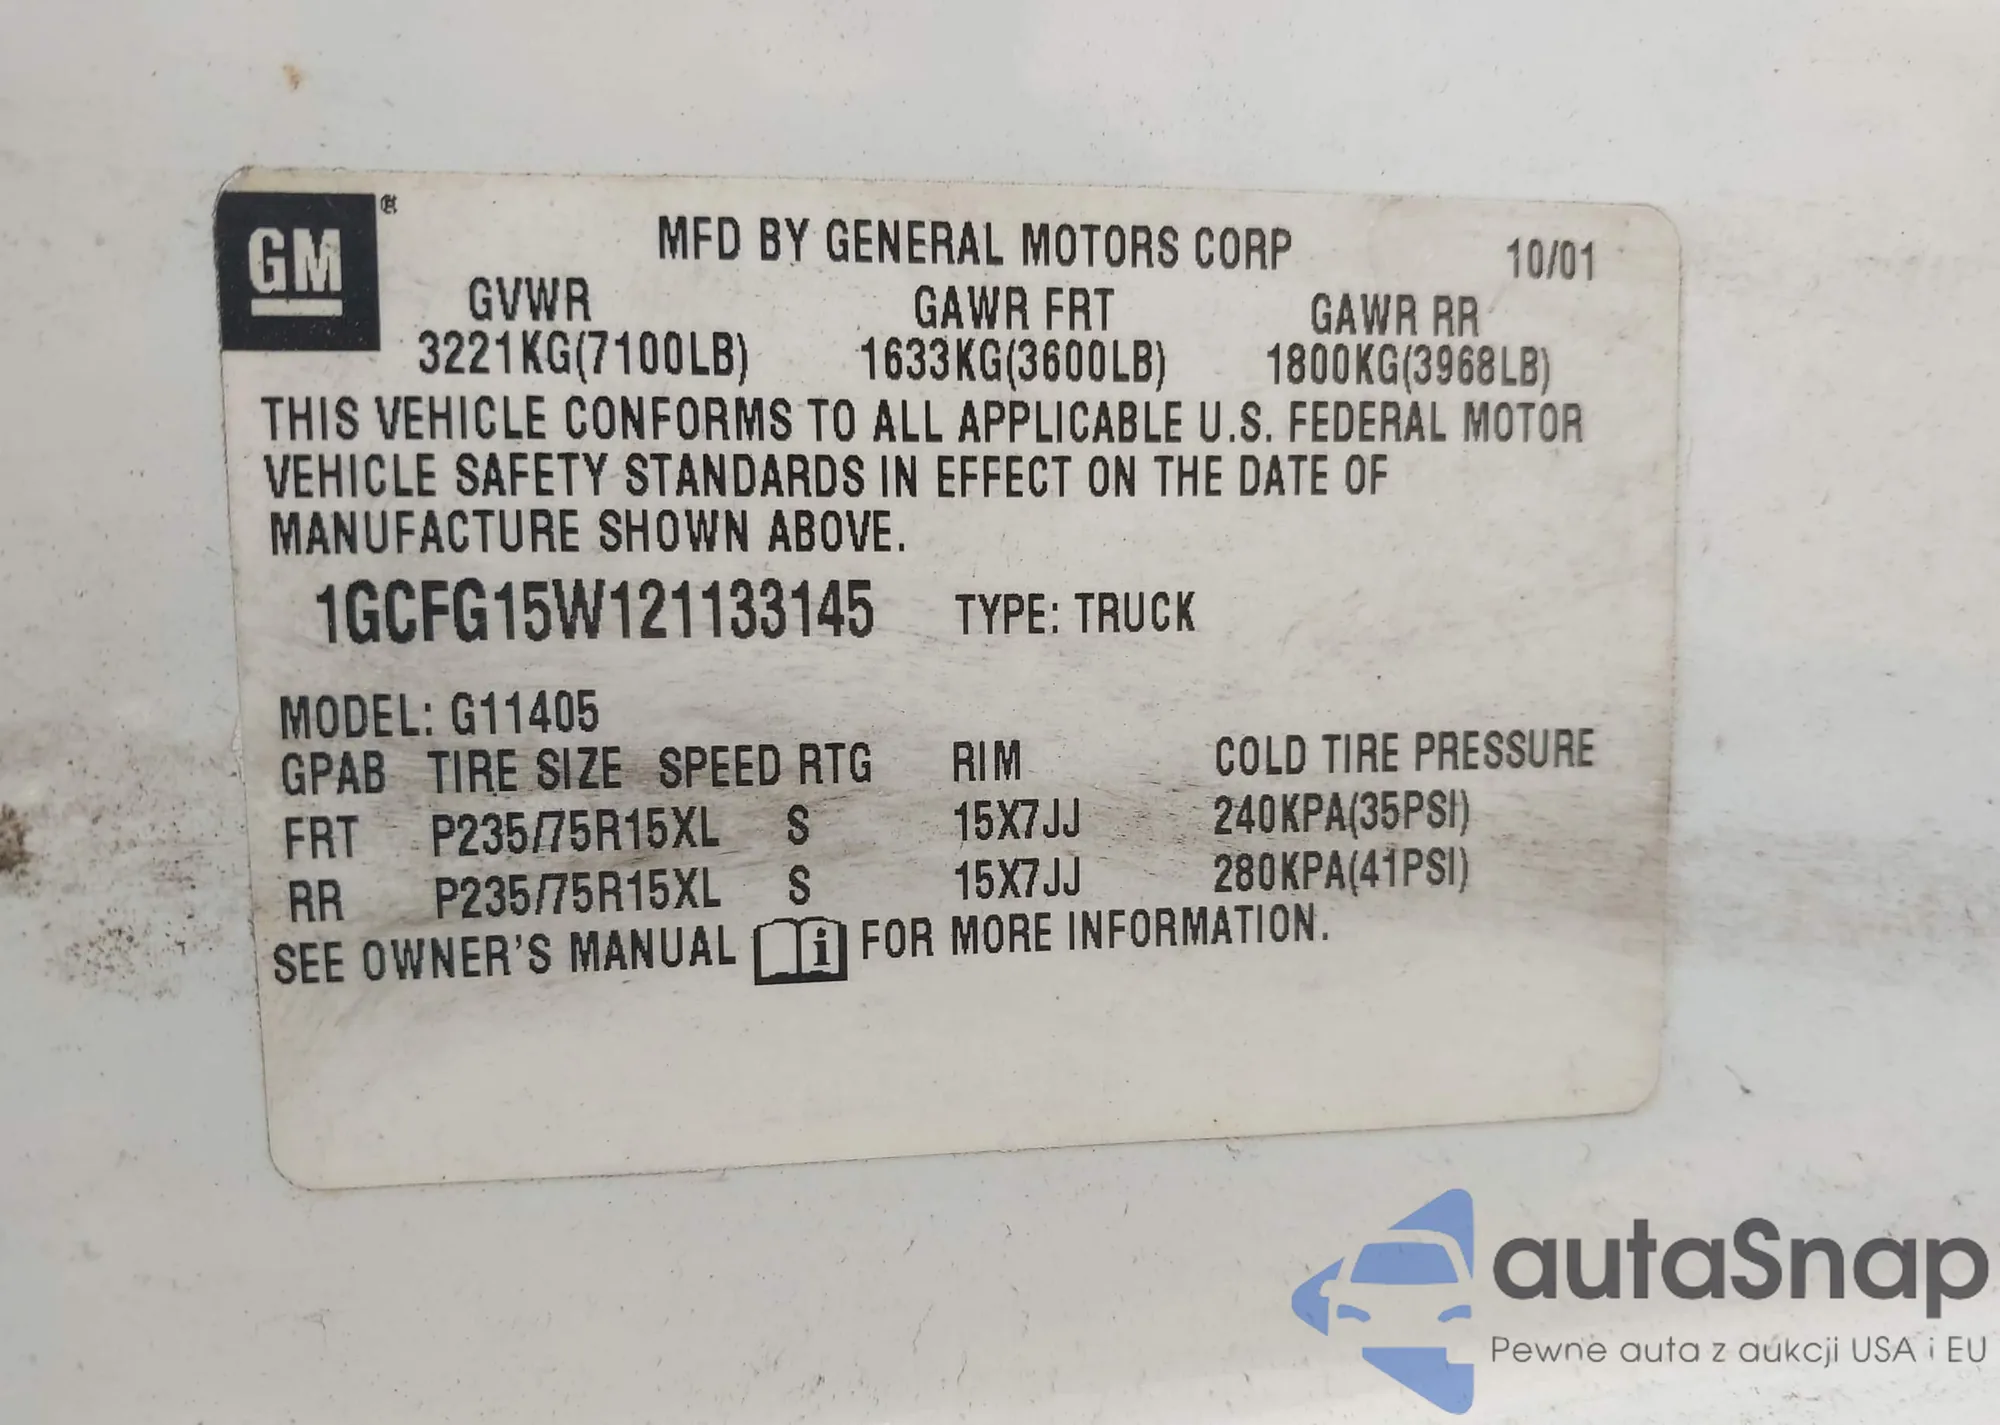 GM®
MFD BY GENERAL MOTORS CORP 10/01
GVWR GAWR FRT GAWR RR
3221KG(7100LB) 1633KG(3600LB) 1800KG(3968LB)
THIS VEHICLE CONFORMS TO ALL APPLICABLE U.S. FEDERAL MOTOR
VEHICLE SAFETY STANDARDS IN EFFECT ON THE DATE OF
MANUFACTURE SHOWN ABOVE.
1GCFG15W121133145 TYPE: TRUCK
MODEL: G11405
GPAB TIRE SIZE SPEED RTG RIM COLD TIRE PRESSURE
FRT P235/75R15XL S 15X7JJ 240KPA(35PSI)
RR P235/75R15XL S 15X7JJ 280KPA(41PSI)
SEE OWNER'S MANUAL i FOR MORE INFORMATION.
autaSnap
Pewne auta z aukcji USA i EU